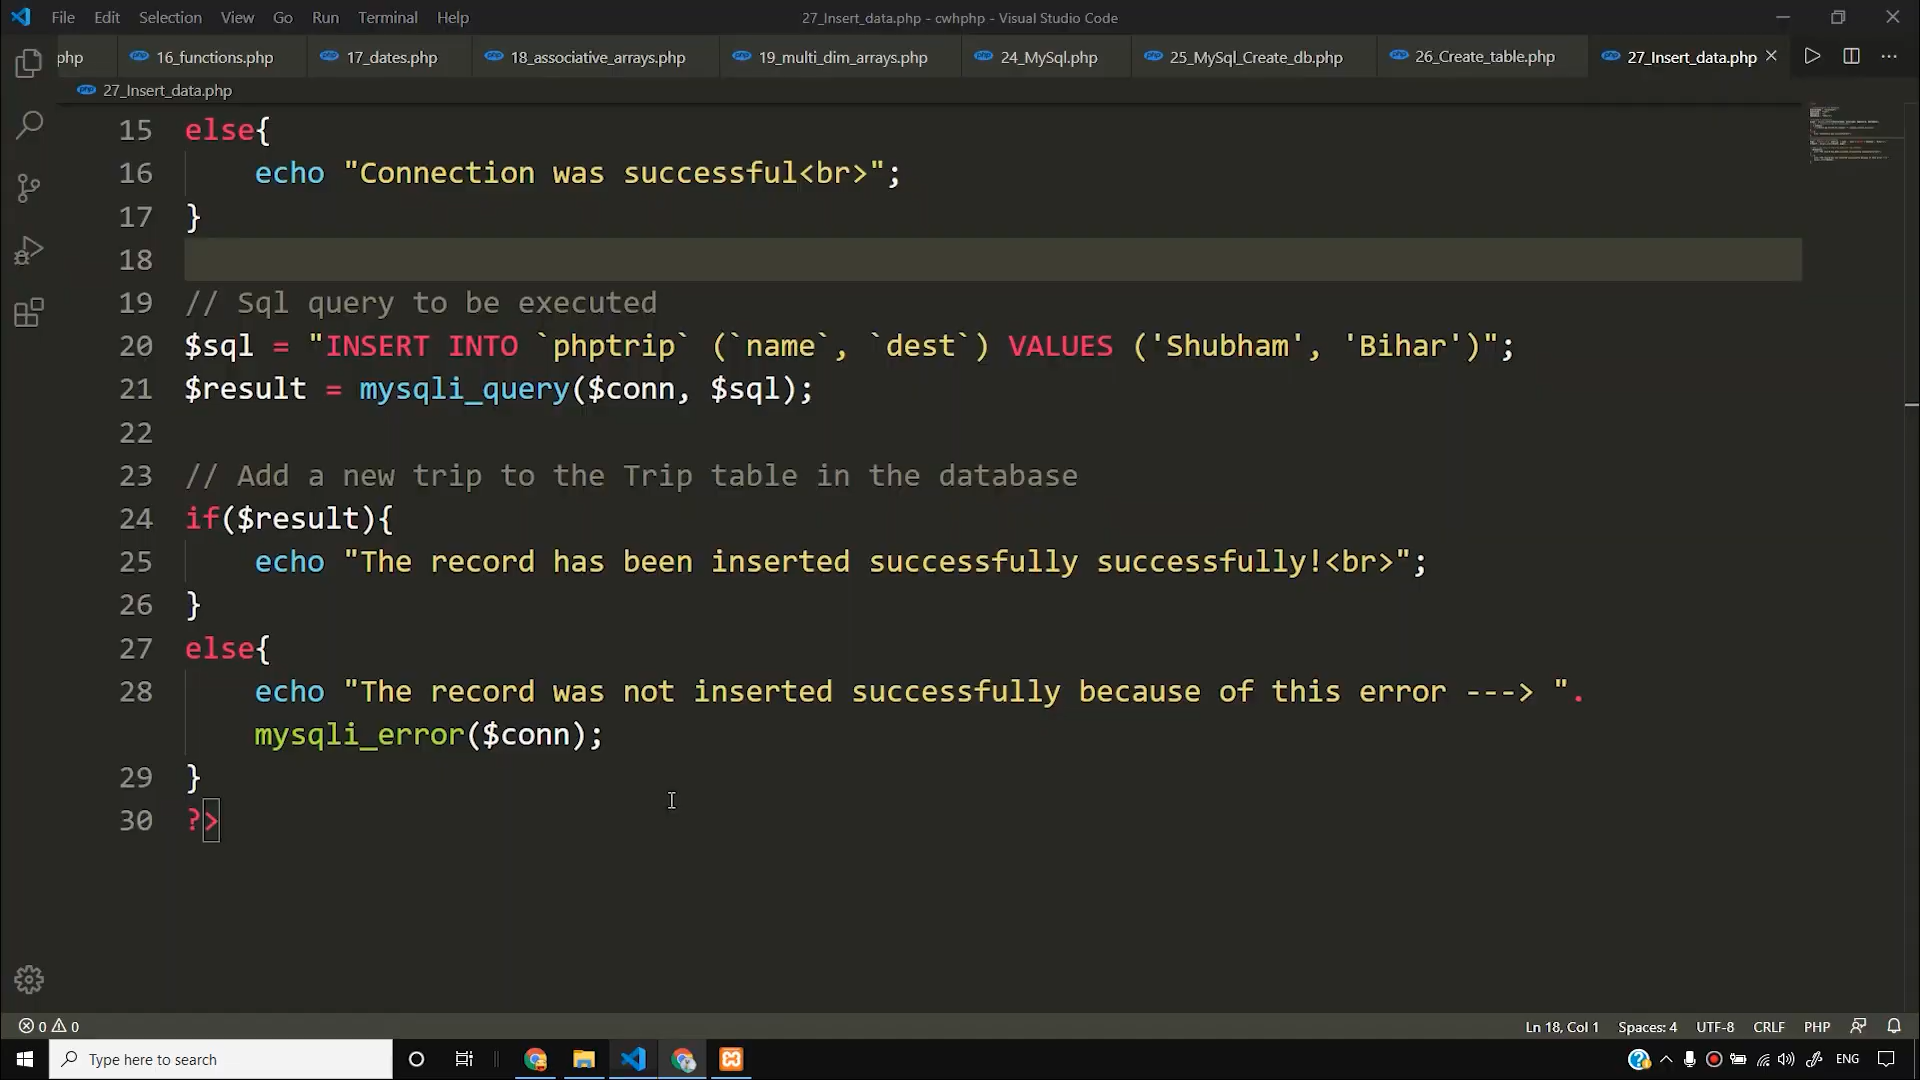 File Edit Selection View Go Run Terminal Help 27_Insert_data.php - cwhphp - Visual Studio Code
php 16_functions.php 17_dates.php 18_associative_arrays.php 19_multi_dim_arrays.php 24_MySql.php 25_MySql_Create_db.php 26_Create_table.php 27_Insert_data.php
27_Insert_data.php
15 else{
16 echo "Connection was successful<br>";
17 }
18
19 // Sql query to be executed
20 $sql = "INSERT INTO `phptrip` (`name`, `dest`) VALUES ('Shubham', 'Bihar')";
21 $result = mysqli_query($conn, $sql);
22
23 // Add a new trip to the Trip table in the database
24 if($result){
25 echo "The record has been inserted successfully successfully!<br>";
26 }
27 else{
28 echo "The record was not inserted successfully because of this error ---> ".
mysqli_error($conn);
29 }
30 ?>
0 0 Ln 18, Col 1 Spaces: 4 UTF-8 CRLF PHP
Type here to search ENG